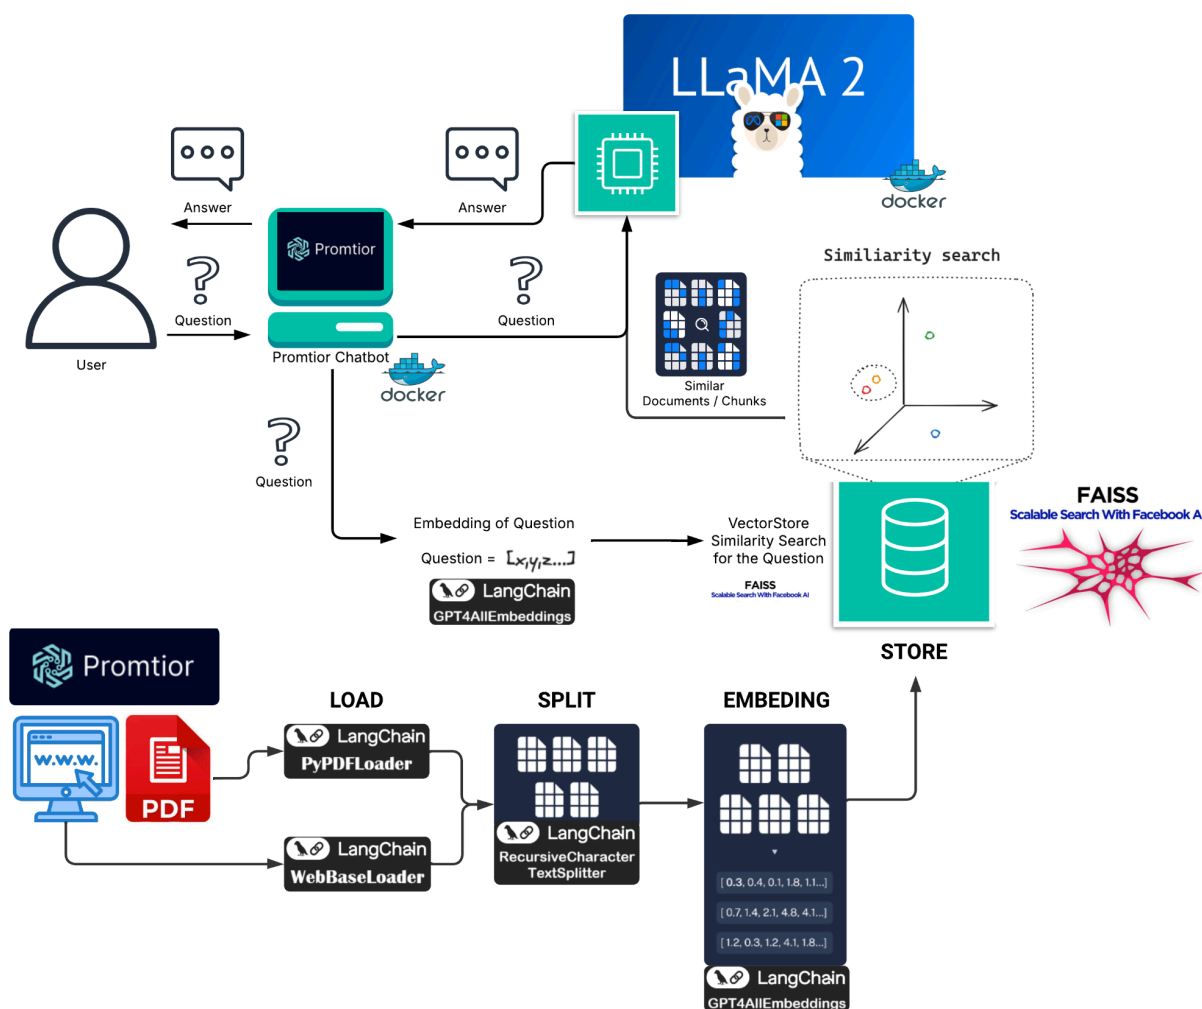 LLaMA 2
docker
Answer
Answer
Promtior
Question
Question
User
Promtior Chatbot
docker
Similiarity search
Similar
Documents / Chunks
Question
Embedding of Question
Question = [x,y,z...]
LangChain
GPT4AllEmbeddings
VectorStore
Similarity Search
for the Question
FAISS
Scalable Search With Facebook AI
FAISS
Scalable Search With Facebook AI
STORE
Promtior
w.w.w.
PDF
LOAD
LangChain
PyPDFLoader
LangChain
WebBaseLoader
SPLIT
LangChain
RecursiveCharacter
TextSplitter
EMBEDING
[ 0.3, 0.4, 0.1, 1.8, 1.1...]
[ 0.7, 1.4, 2.1, 4.8, 4.1...]
[ 1.2, 0.3, 1.2, 4.1, 1.8...]
LangChain
GPT4AllEmbeddings